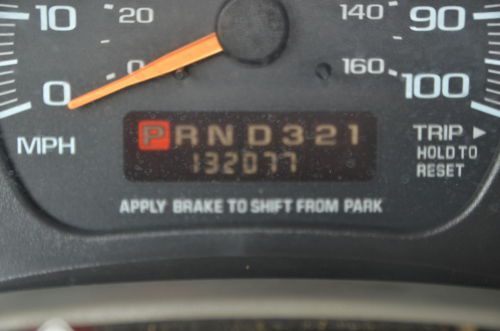 10 20 140 90
0 0 160 100
MPH
PRND321
132077
TRIP ▶
HOLD TO
RESET
APPLY BRAKE TO SHIFT FROM PARK